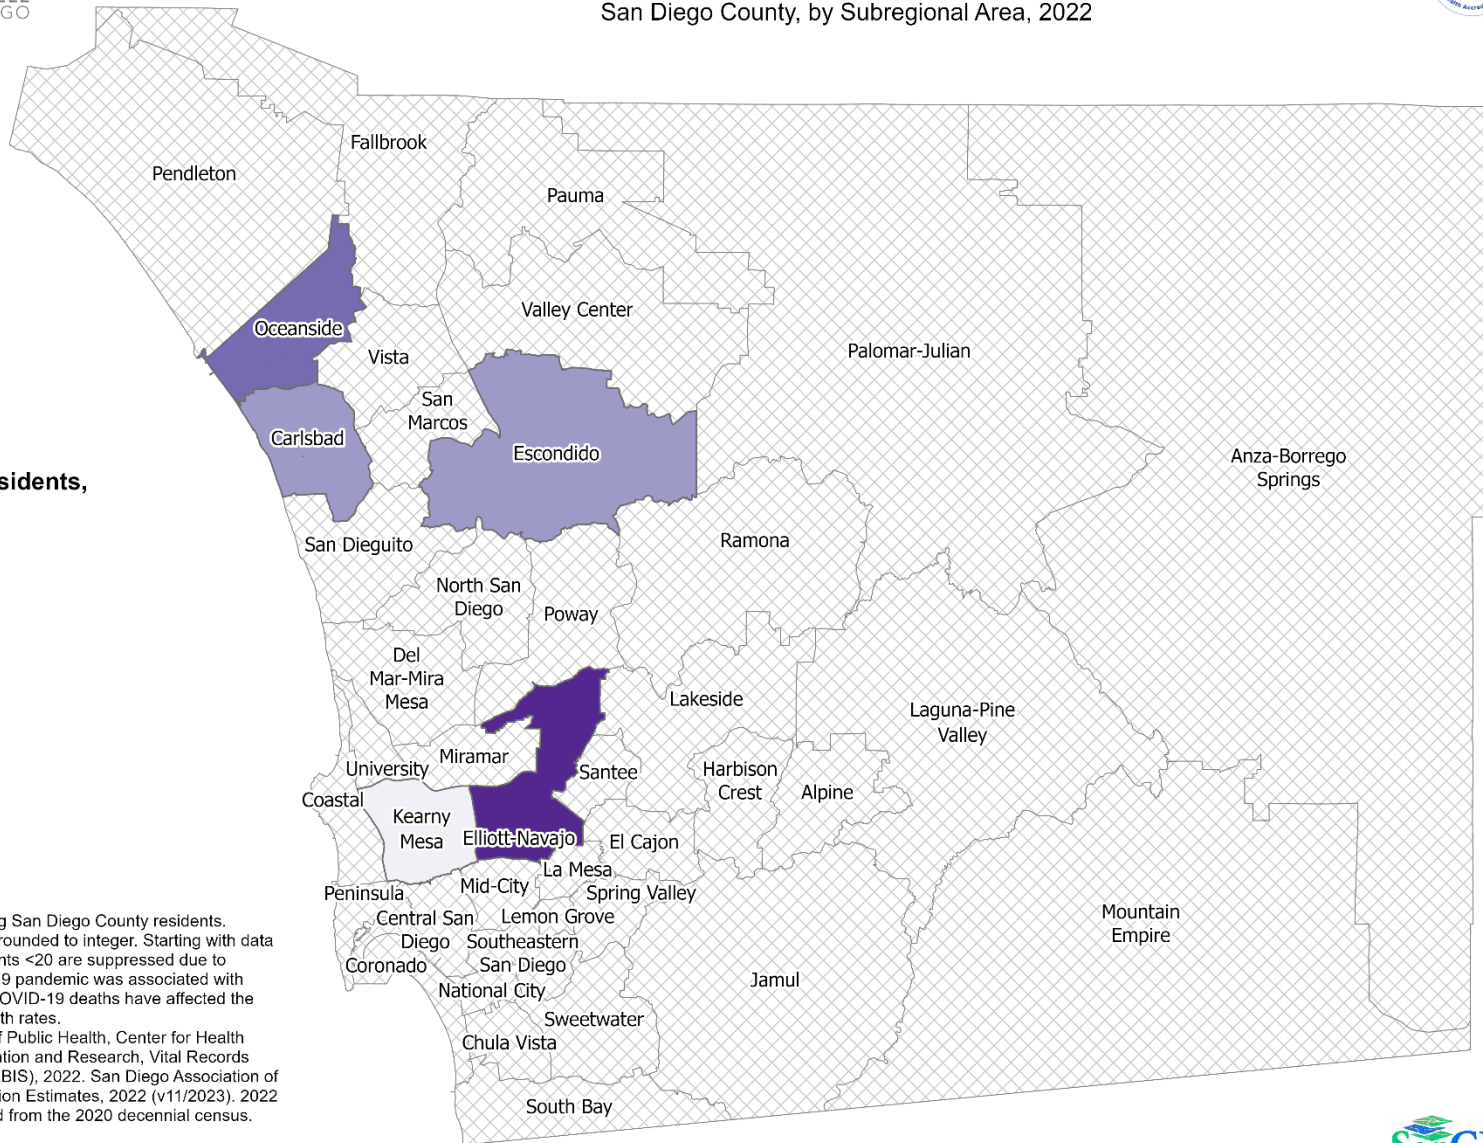 GO
San Diego County, by Subregional Area, 2022
Fallbrook
Pendleton
Pauma
Valley Center
Oceanside
Palomar-Julian
Vista
San
Marcos
Carlsbad
Escondido
Anza-Borrego
Springs
sidents,
Ramona
San Dieguito
North San
Diego
Poway
Del
Mar-Mira
Mesa
Lakeside
Laguna-Pine
Valley
Miramar
University
Santee
Harbison
Crest
Alpine
Coastal
Kearny
Mesa
Elliott-Navajo
El Cajon
La Mesa
Mid-City
Peninsula
Spring Valley
Central San
Diego
Lemon Grove
Southeastern
San Diego
Coronado
National City
Mountain
Empire
Jamul
Sweetwater
Chula Vista
South Bay
g San Diego County residents.
rounded to integer. Starting with data
nts <20 are suppressed due to
9 pandemic was associated with
OVID-19 deaths have affected the
th rates.
f Public Health, Center for Health
ation and Research, Vital Records
BIS), 2022. San Diego Association of
ion Estimates, 2022 (v11/2023). 2022
d from the 2020 decennial census.